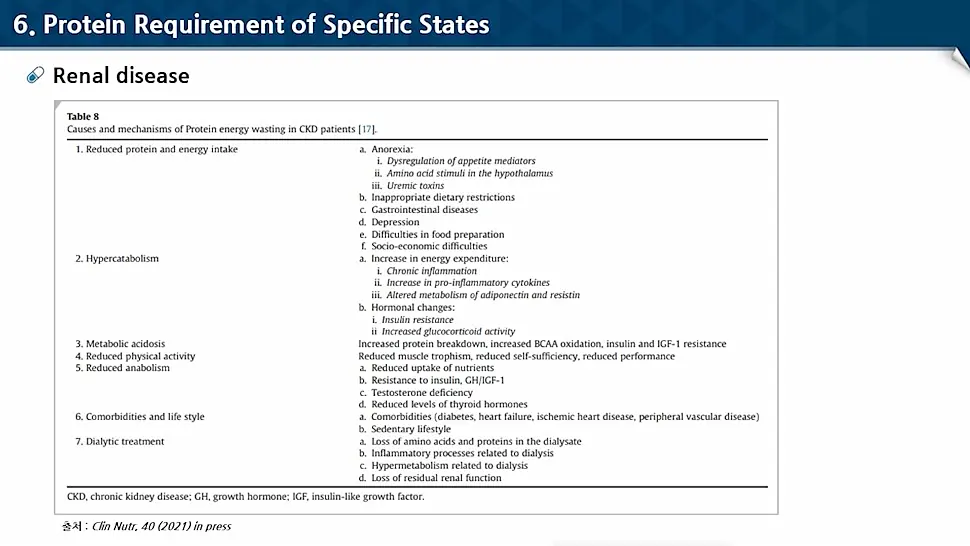 6. Protein Requirement of Specific States
Renal disease
Table 8
Causes and mechanisms of Protein energy wasting in CKD patients [17].
1. Reduced protein and energy intake a. Anorexia:
i. Dysregulation of appetite mediators
ii. Amino acid stimuli in the hypothalamus
iii. Uremic toxins
b. Inappropriate dietary restrictions
c. Gastrointestinal diseases
d. Depression
e. Difficulties in food preparation
f. Socio-economic difficulties
2. Hypercatabolism a. Increase in energy expenditure:
i. Chronic inflammation
ii. Increase in pro-inflammatory cytokines
iii. Altered metabolism of adiponectin and resistin
b. Hormonal changes:
i. Insulin resistance
ii Increased glucocorticoid activity
3. Metabolic acidosis Increased protein breakdown, increased BCAA oxidation, insulin and IGF-1 resistance
4. Reduced physical activity Reduced muscle trophism, reduced self-sufficiency, reduced performance
5. Reduced anabolism a. Reduced uptake of nutrients
b. Resistance to insulin, GH/IGF-1
c. Testosterone deficiency
d. Reduced levels of thyroid hormones
6. Comorbidities and life style a. Comorbidities (diabetes, heart failure, ischemic heart disease, peripheral vascular disease)
b. Sedentary lifestyle
7. Dialytic treatment a. Loss of amino acids and proteins in the dialysate
b. Inflammatory processes related to dialysis
c. Hypermetabolism related to dialysis
d. Loss of residual renal function
CKD, chronic kidney disease; GH, growth hormone; IGF, insulin-like growth factor.
출처 : Clin Nutr, 40 (2021) in press